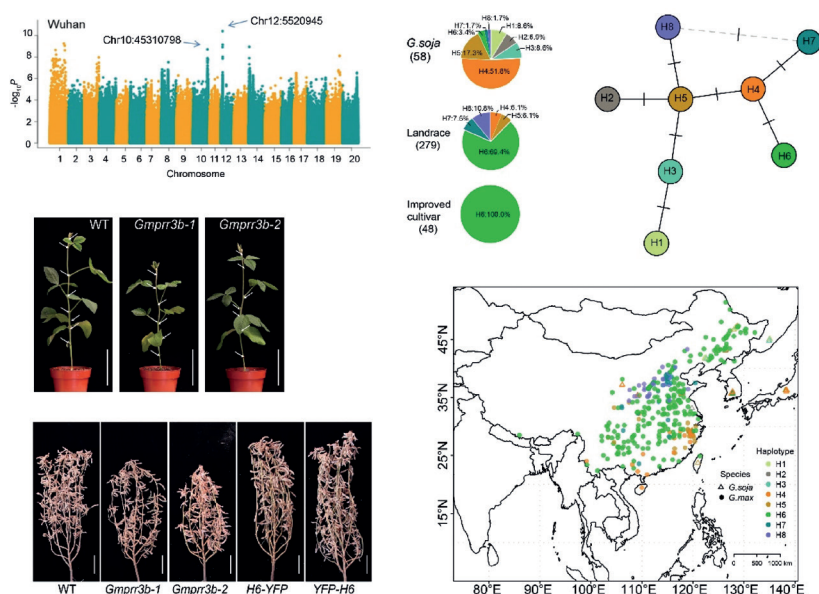 Wuhan
Chr10:45310798
Chr12:5520945
-log10P
10
8
6
4
2
0
1 2 3 4 5 6 7 8 9 10 11 12 13 14 15 16 17 18 19 20
Chromosome
G.soja
(58)
H8:1.7%
H7:1.7%
H6:3.4%
H5:17.3%
H4:51.6%
H1:8.6%
H3:8.6%
Landrace
(279)
H8:10.8%
H7:7.5%
H4:6.1%
H5:6.1%
H6:69.4%
Improved
cultivar
(48)
H6:100.0%
H8
H7
H2
H5
H4
H6
H3
H1
WT
Gmprr3b-1
Gmprr3b-2
WT
Gmprr3b-1
Gmprr3b-2
H6-YFP
YFP-H6
45°N
35°N
25°N
15°N
80°E 90°E 100°E 110°E 120°E 130°E 140°E
Species
G.soja
G.max
Haplotype
H1
H2
H3
H4
H5
H6
H7
H8
0 500 1000 km